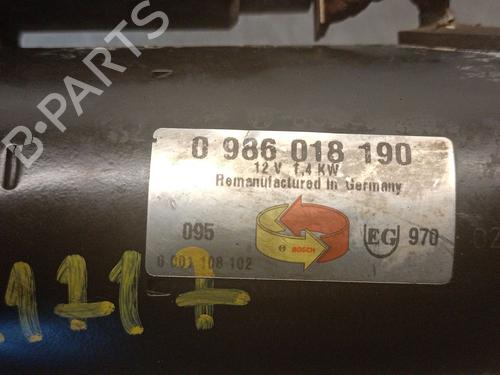 B-PARTS
0 986 018 190
12 V 1.4 KW
Remanufactured in Germany
095
BOSCH
EG 970
0 001 108 102